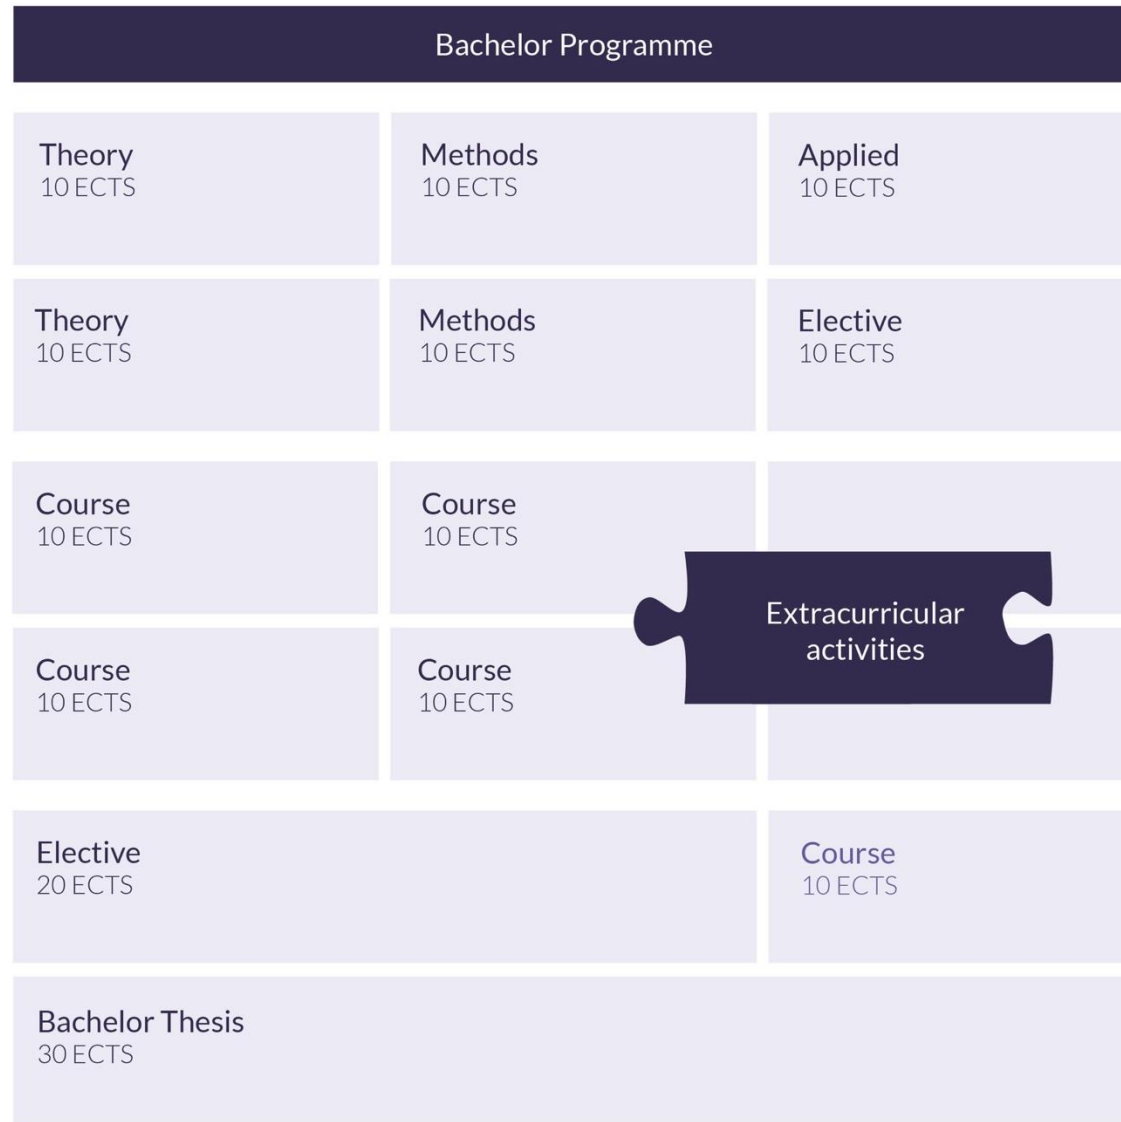 Bachelor Programme
Theory
10 ECTS
Methods
10 ECTS
Applied
10 ECTS
Theory
10 ECTS
Methods
10 ECTS
Elective
10 ECTS
Course
10 ECTS
Course
10 ECTS
Extracurricular
activities
Course
10 ECTS
Course
10 ECTS
Elective
20 ECTS
Course
10 ECTS
Bachelor Thesis
30 ECTS